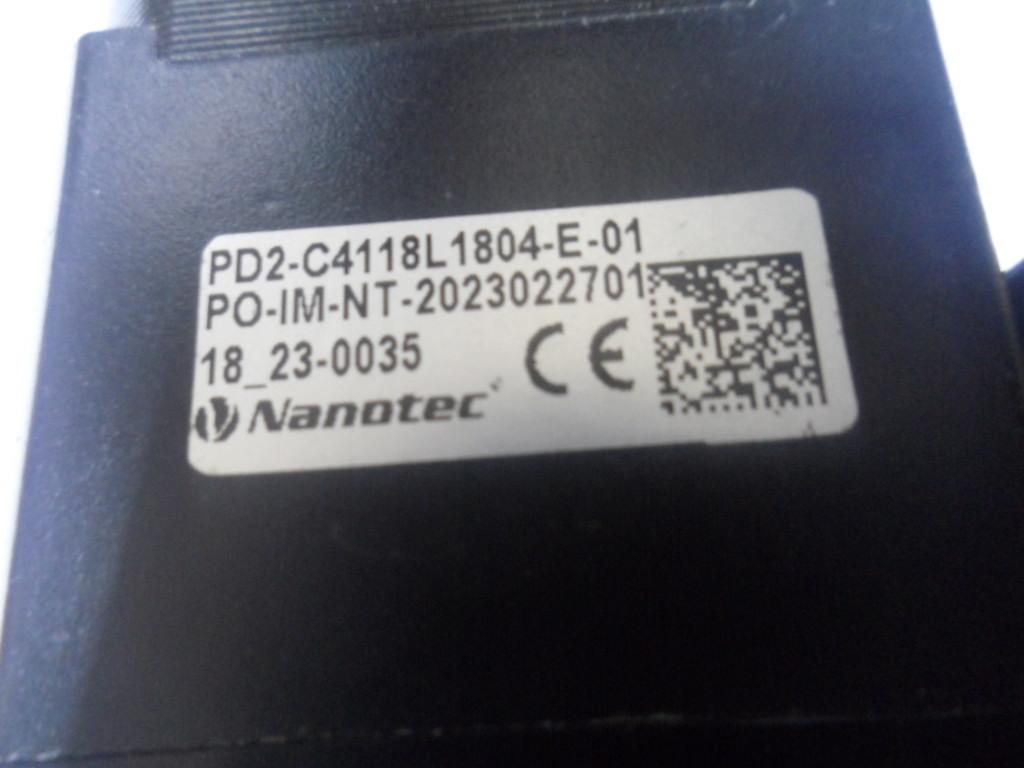 PD2-C4118L1804-E-01
PO-IM-NT-2023022701
18_23-0035
CE
Nanotec